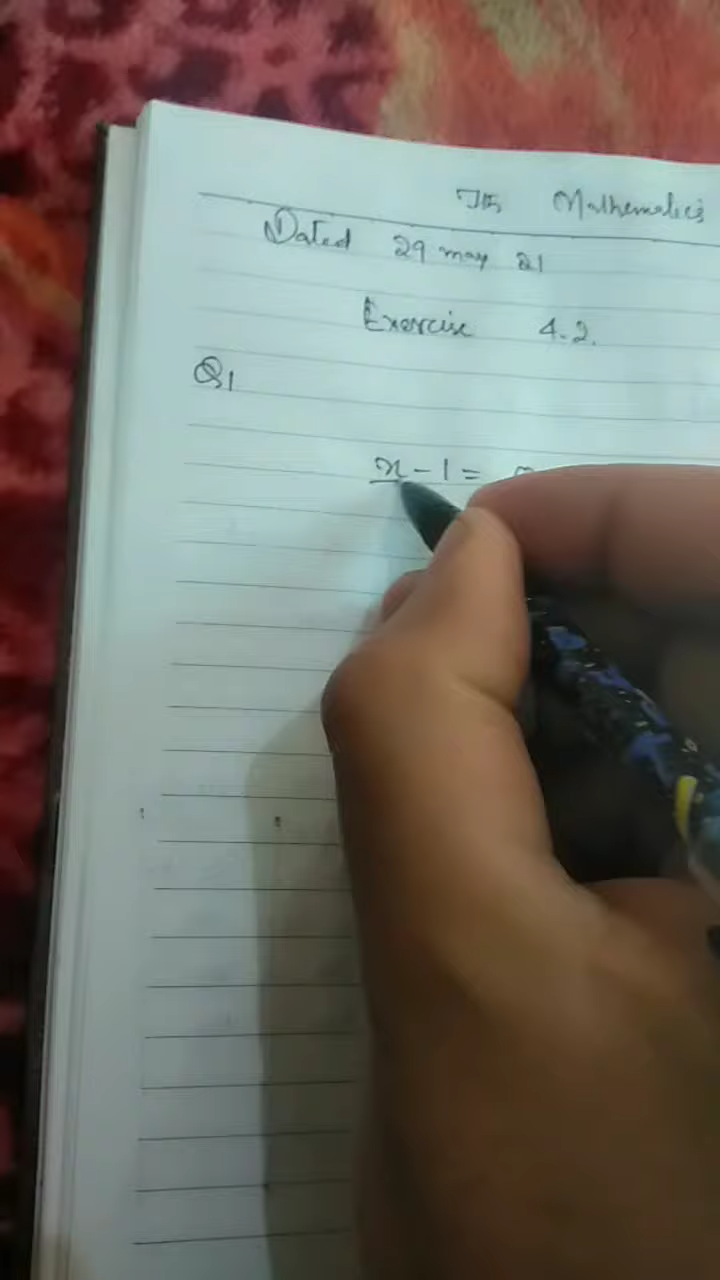 7th Mathematics
Dated 29 may 21
Exercise 4.2.
Q1
x - 1 =